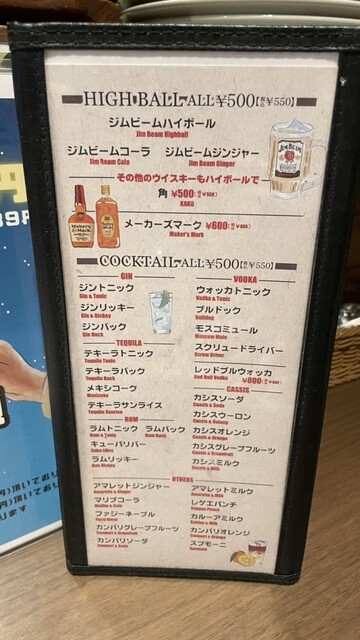 HIGH BALL ALL ¥500【税込¥550】
ジムビームハイボール
Jim Beam Highball
ジムビームコーラ ジムビームジンジャー
Jim Beam Cola Jim Beam Ginger
その他のウイスキーもハイボールで
角 ¥500
KAKU
メーカーズマーク ¥600
Maker's Mark
JIM BEAM
COCKTAIL ALL ¥500【税込¥550】
GIN
ジントニック
Gin & Tonic
ジンリッキー
Gin & Rickey
ジンバック
Gin Buck
TEQUILA
テキーラトニック
Tequila Tonic
テキーラバック
Tequila Buck
メキシコーク
テキーラサンライズ
Tequila Sunrise
RUM
ラムトニック ラムバック
Rum & Tonic Rum Buck
キューバリバー
Cuba Libre
ラムリッキー
Rum Rickey
VODKA
ウォッカトニック
Vodka & Tonic
ブルドック
Bulldog
モスコミュール
Moscow Mule
スクリュードライバー
Screw Driver
レッドブルウォッカ
Red Bull Vodka ¥800
CASSIS
カシスソーダ
Cassis & Soda
カシスウーロン
Cassis & Oolong
カシスオレンジ
Cassis & Orange
カシスグレープフルーツ
Cassis & Grapefruit
カシスミルク
Cassis & Milk
OTHERS
アマレットジンジャー
Amaretto & Ginger
マリブコーラ
Malibu & Cola
ファジーネーブル
Fuzzy Navel
カンパリグレープフルーツ
Campari & Grapefruit
カンパリソーダ
Campari & Soda
アマレットミルク
Amaretto & Milk
レゲエパンチ
Reggae Punch
カルーアミルク
Kahlua & Milk
カンパリオレンジ
Campari & Orange
スプモーニ
Spumoni